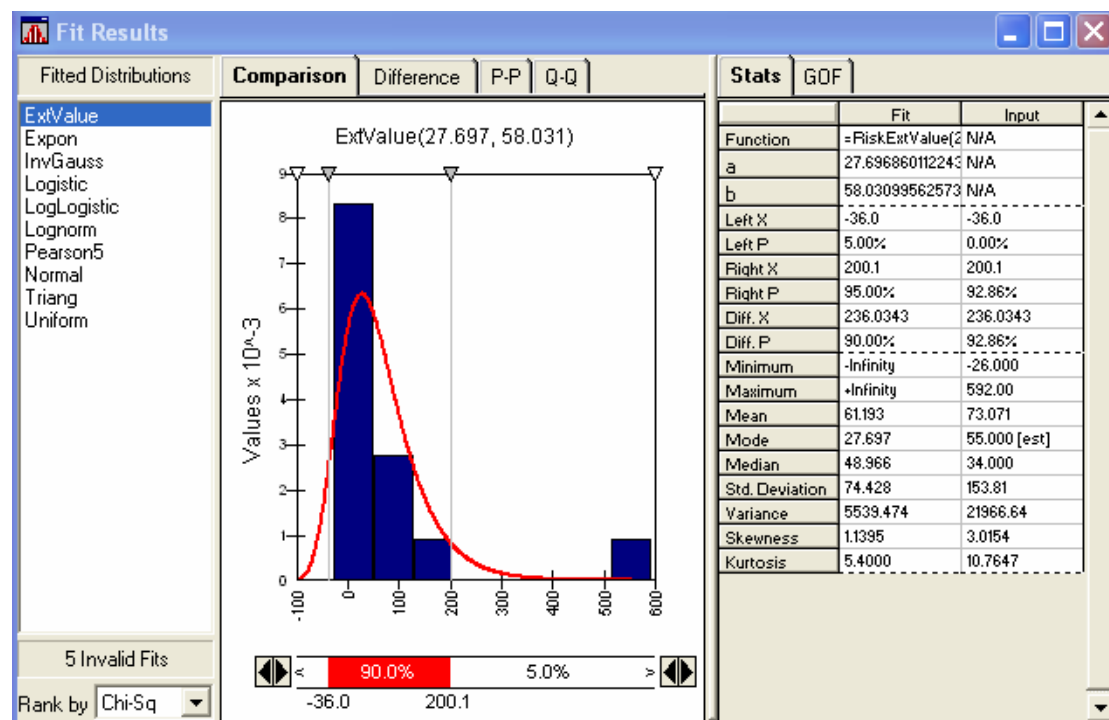 Fit Results
Fitted Distributions
ExtValue
Expon
InvGauss
Logistic
LogLogistic
Lognorm
Pearson5
Normal
Triang
Uniform
5 Invalid Fits
Rank by Chi-Sq
Comparison Difference P-P Q-Q
ExtValue(27.697, 58.031)
Values x 10^-3
9
8
7
6
5
4
3
2
1
0
-100 0 100 200 300 400 500 600
< 90.0% 5.0% >
-36.0 200.1
Stats GOF
Fit Input
Function =RiskExtValue(2 N/A
a 27.696860112243 N/A
b 58.03099562573 N/A
Left X -36.0 -36.0
Left P 5.00% 0.00%
Right X 200.1 200.1
Right P 95.00% 92.86%
Diff. X 236.0343 236.0343
Diff. P 90.00% 92.86%
Minimum -Infinity -26.000
Maximum +Infinity 592.00
Mean 61.193 73.071
Mode 27.697 55.000 [est]
Median 48.966 34.000
Std. Deviation 74.428 153.81
Variance 5539.474 21966.64
Skewness 1.1395 3.0154
Kurtosis 5.4000 10.7647